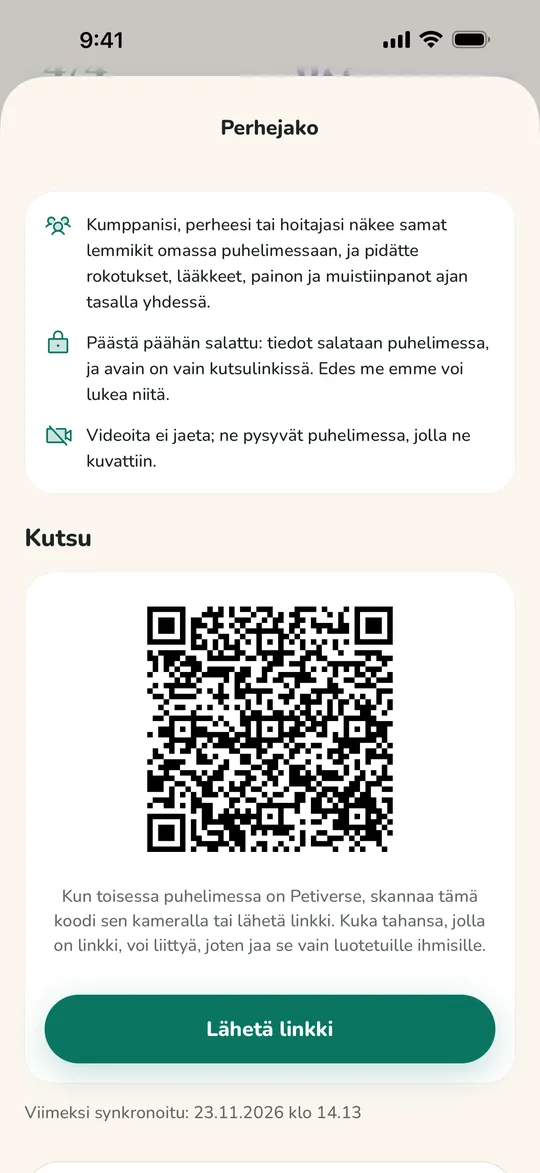 9:41
Perhejako
Kumppanisi, perheesi tai hoitajasi näkee samat
lemmikit omassa puhelimessaan, ja pidätte
rokotukset, lääkkeet, painon ja muistiinpanot ajan
tasalla yhdessä.
Päästä päähän salattu: tiedot salataan puhelimessa,
ja avain on vain kutsulinkissä. Edes me emme voi
lukea niitä.
Videoita ei jaeta; ne pysyvät puhelimessa, jolla ne
kuvattiin.
Kutsu
Kun toisessa puhelimessa on Petiverse, skannaa tämä
koodi sen kameralla tai lähetä linkki. Kuka tahansa, jolla
on linkki, voi liittyä, joten jaa se vain luotetuille ihmisille.
Lähetä linkki
Viimeksi synkronoitu: 23.11.2026 klo 14.13